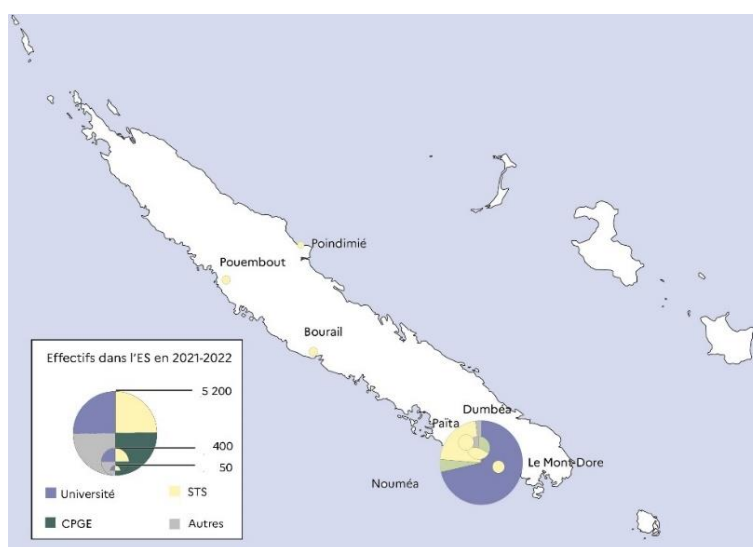 Poindimié
Pouembout
Bourail
Dumbéa
Païta
Le Mont-Dore
Nouméa
Effectifs dans l'ES en 2021-2022
5 200
400
50
Université
STS
CPGE
Autres